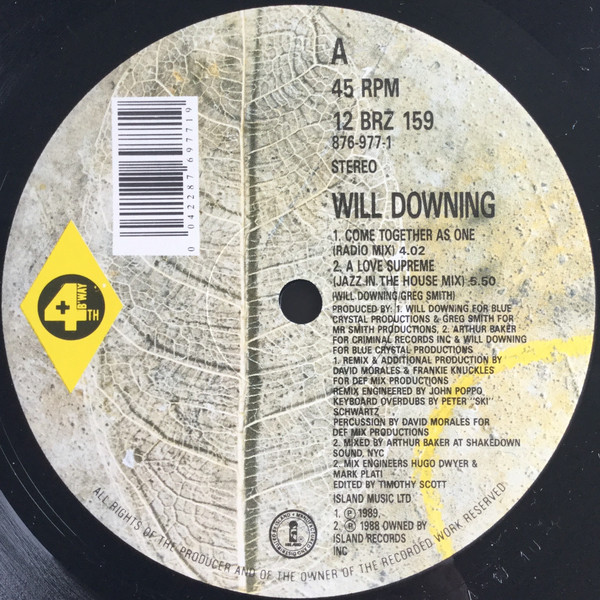 A
45 RPM
12 BRZ 159
876-977-1
STEREO
WILL DOWNING
1. COME TOGETHER AS ONE
(RADIO MIX) 4.02
2. A LOVE SUPREME
(JAZZ IN THE HOUSE MIX) 5.50
(WILL DOWNING/GREG SMITH)
PRODUCED BY: 1. WILL DOWNING FOR BLUE
CRYSTAL PRODUCTIONS & GREG SMITH FOR
MR SMITH PRODUCTIONS, 2. ARTHUR BAKER
FOR CRIMINAL RECORDS INC & WILL DOWNING
FOR BLUE CRYSTAL PRODUCTIONS
1. REMIX & ADDITIONAL PRODUCTION BY
DAVID MORALES & FRANKIE KNUCKLES
FOR DEF MIX PRODUCTIONS
REMIX ENGINEERED BY JOHN POPPO
KEYBOARD OVERDUBS BY PETER "SKI"
SCHWARTZ
PERCUSSION BY DAVID MORALES FOR
DEF MIX PRODUCTIONS
2. MIXED BY ARTHUR BAKER AT SHAKEDOWN
SOUND, NYC
2. MIX ENGINEERS HUGO DWYER &
MARK PLATI
EDITED BY TIMOTHY SCOTT
ISLAND MUSIC LTD
1. ℗ 1989,
2. ℗ 1988 OWNED BY
ISLAND RECORDS
INC
0 042287 697719
4 + B'WAY TH
ALL RIGHTS OF THE PRODUCER AND OF THE OWNER OF THE RECORDED WORK RESERVED